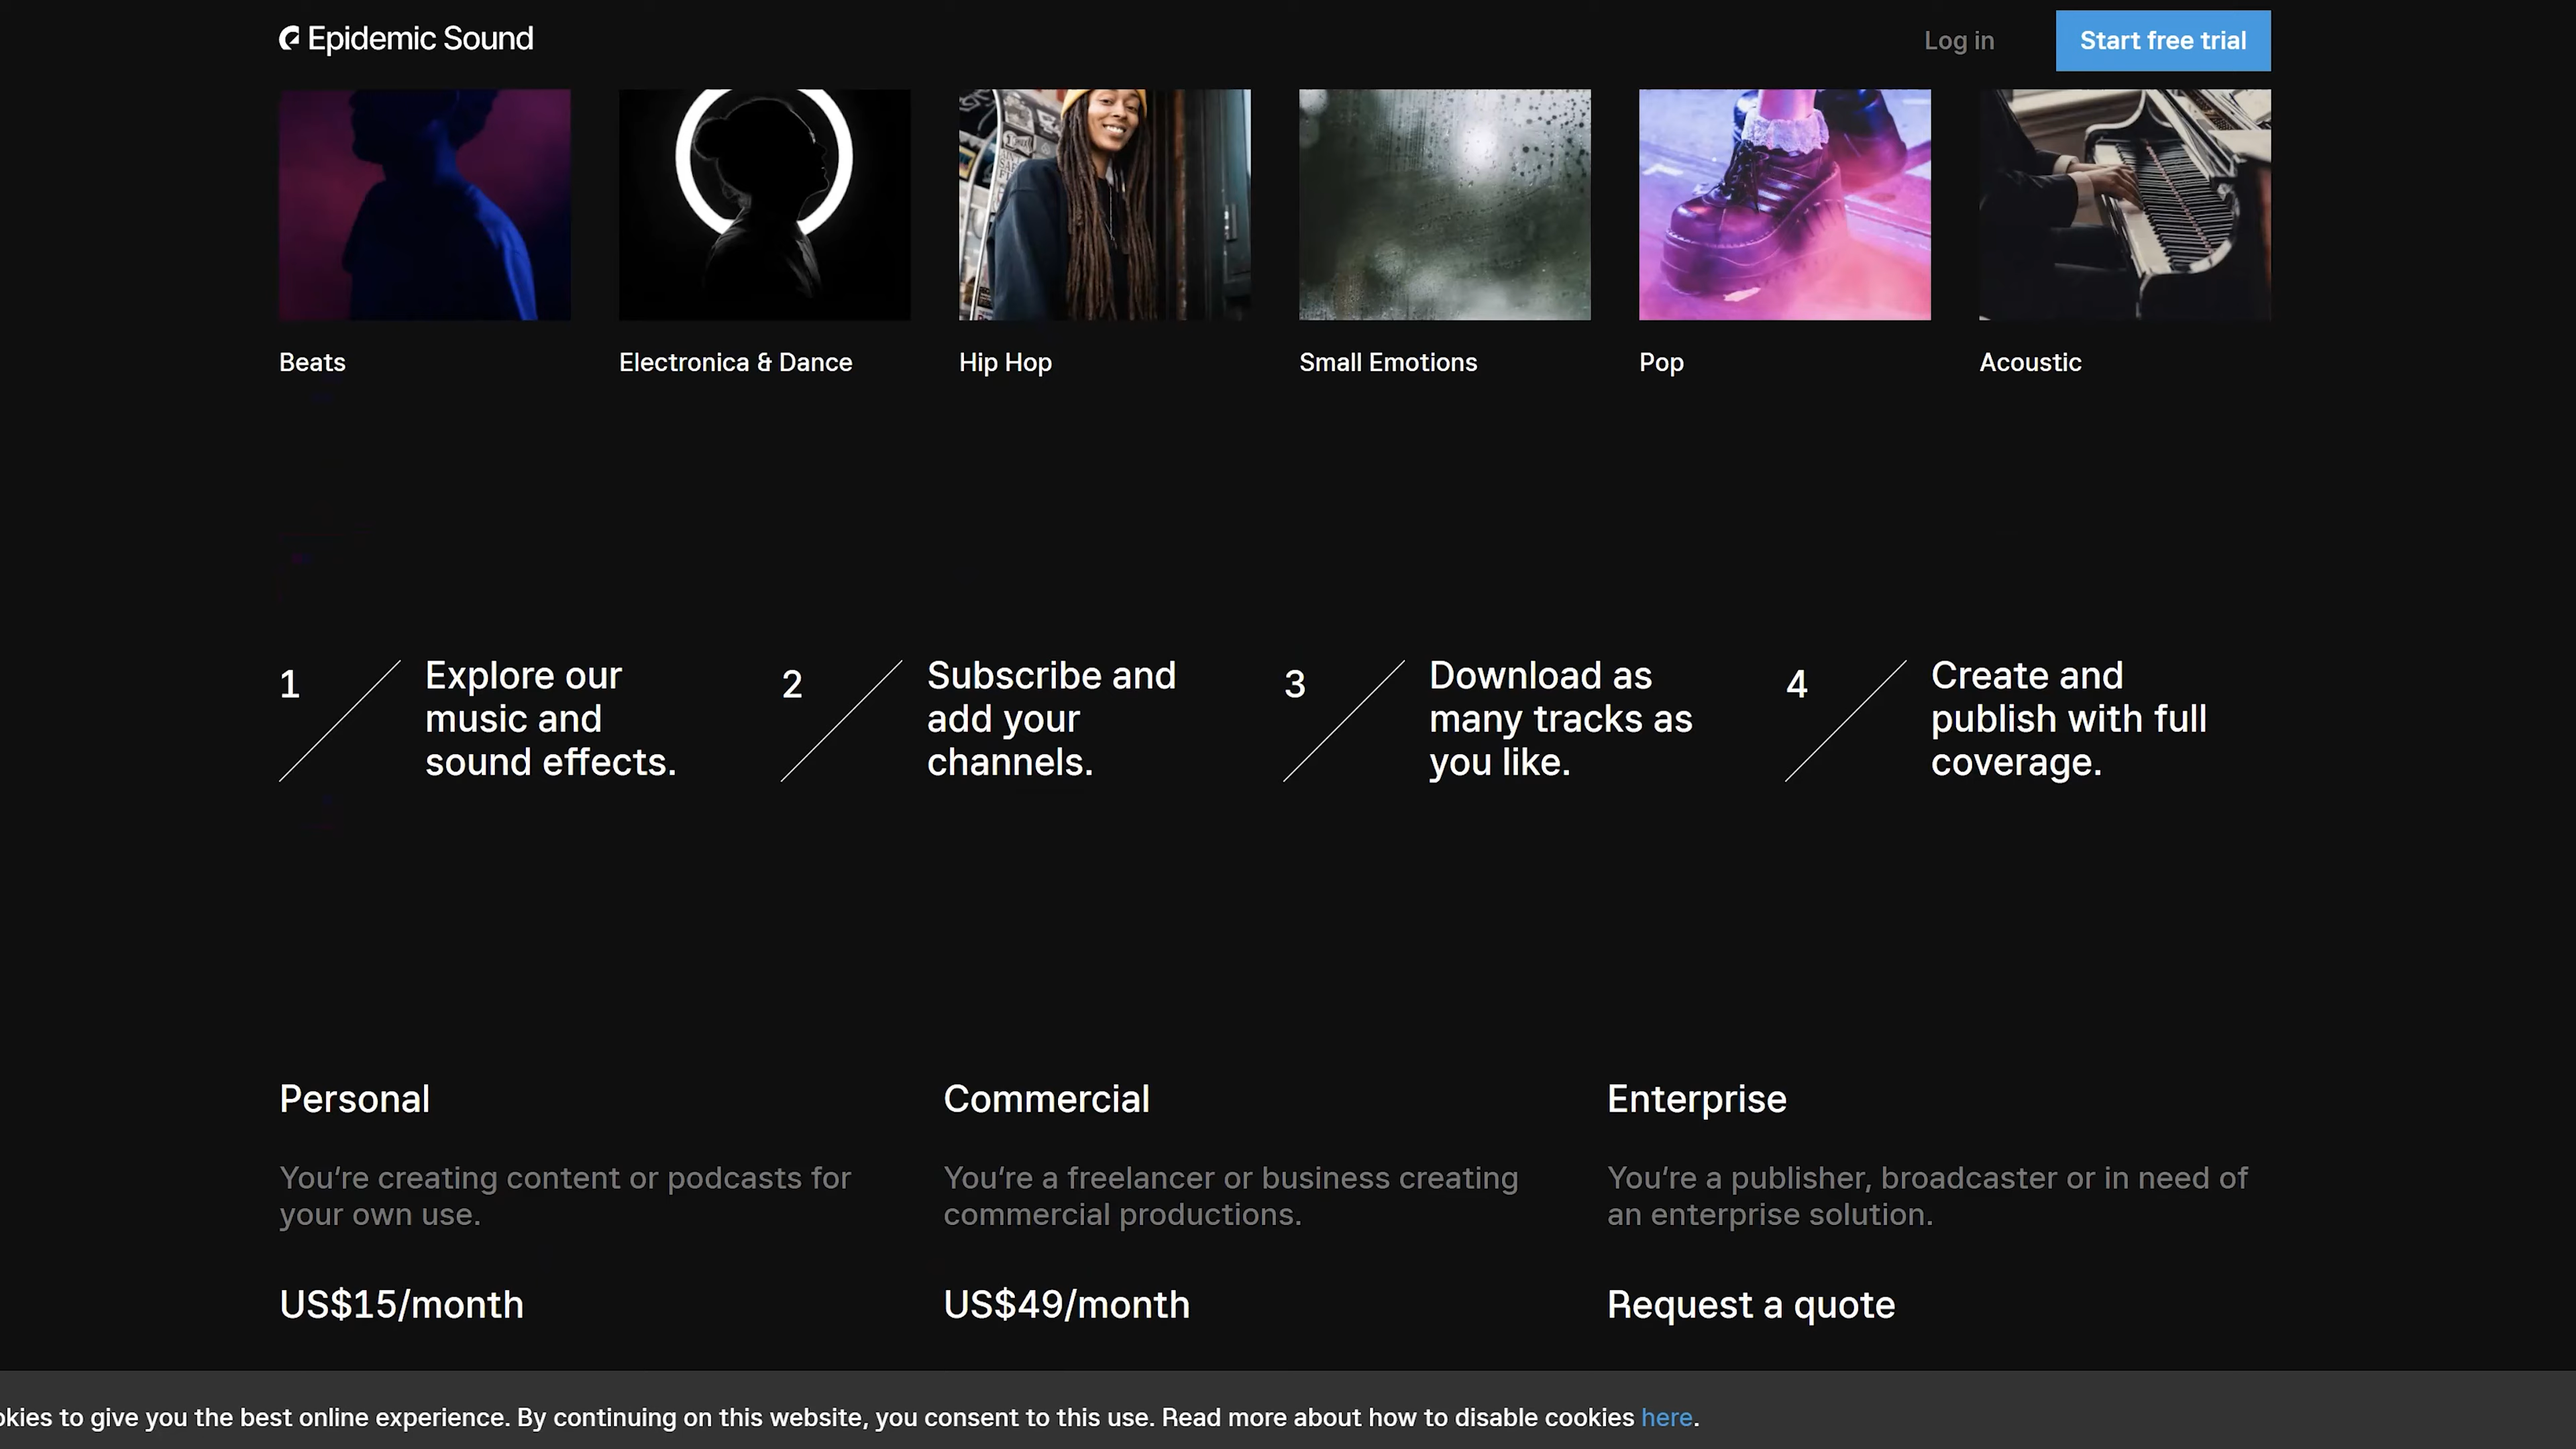 Epidemic Sound
Log in
Start free trial
Beats
Electronica & Dance
Hip Hop
Small Emotions
Pop
Acoustic
1
Explore our
music and
sound effects.
2
Subscribe and
add your
channels.
3
Download as
many tracks as
you like.
4
Create and
publish with full
coverage.
Personal
You're creating content or podcasts for
your own use.
US$15/month
Commercial
You're a freelancer or business creating
commercial productions.
US$49/month
Enterprise
You're a publisher, broadcaster or in need of
an enterprise solution.
Request a quote
okies to give you the best online experience. By continuing on this website, you consent to this use. Read more about how to disable cookies here.